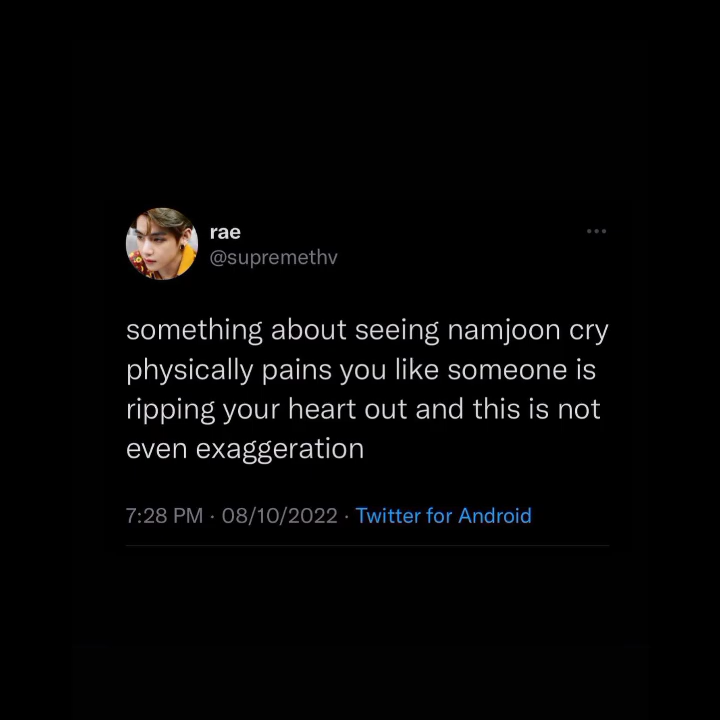 rae
@supremethv
something about seeing namjoon cry
physically pains you like someone is
ripping your heart out and this is not
even exaggeration
7:28 PM · 08/10/2022 · Twitter for Android